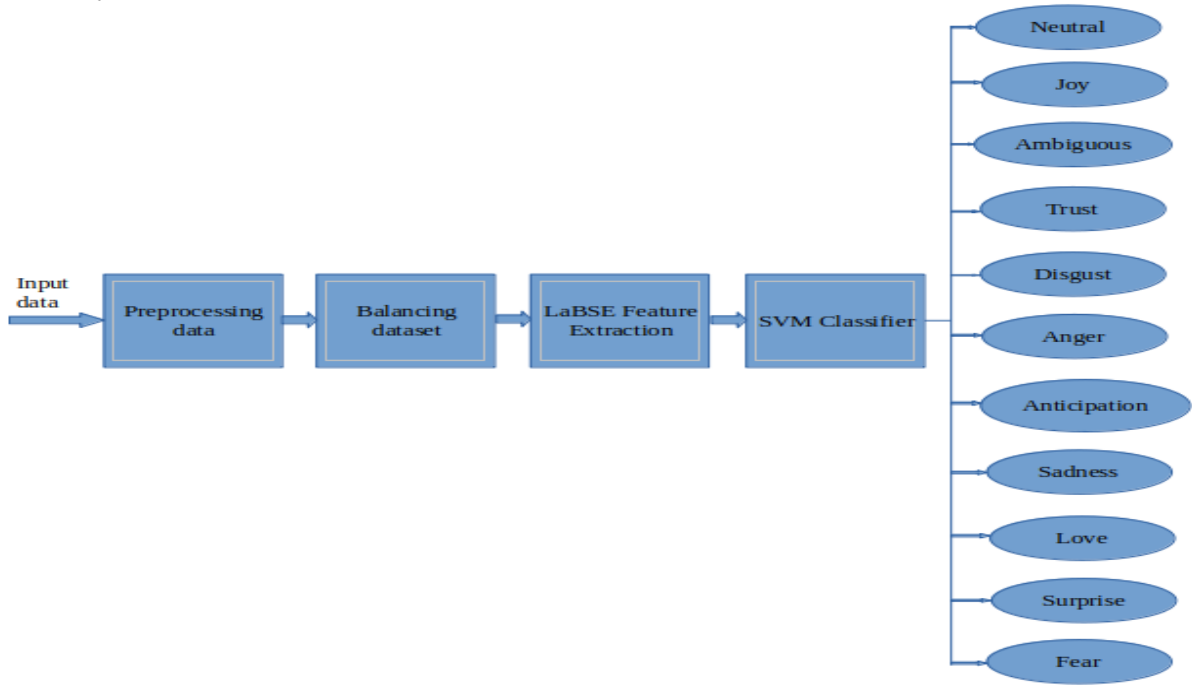 Input
data
Preprocessing
data
Balancing
dataset
LaBSE Feature
Extraction
SVM Classifier
Neutral
Joy
Ambiguous
Trust
Disgust
Anger
Anticipation
Sadness
Love
Surprise
Fear